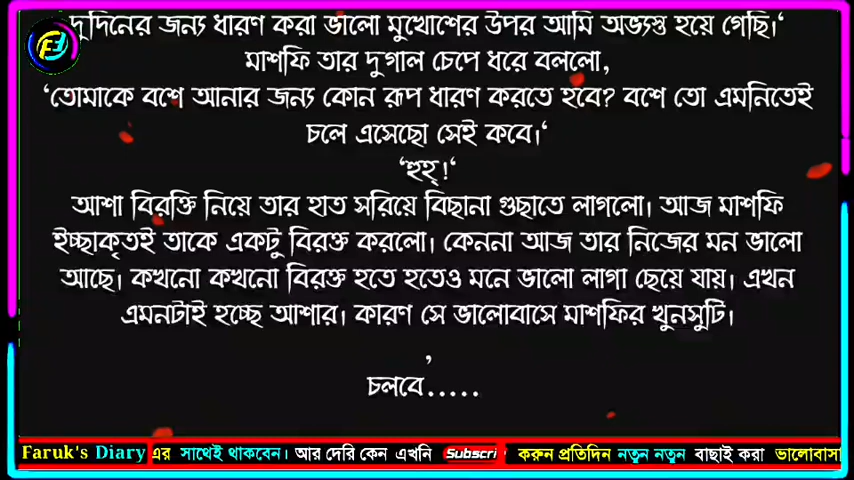 দুদিনের জন্য ধারণ করা ভালো মুখোশের উপর আমি অভ্যস্ত হয়ে গেছি।‘
মাশফি তার দুগাল চেপে ধরে বললো,
‘তোমাকে বশে আনার জন্য কোন রূপ ধারণ করতে হবে? বশে তো এমনিতেই
চলে এসেছো সেই কবে।‘
‘হুহ্!‘
আশা বিরক্তি নিয়ে তার হাত সরিয়ে বিছানা গুছাতে লাগলো। আজ মাশফি
ইচ্ছাকৃতই তাকে একটু বিরক্ত করলো। কেননা আজ তার নিজের মন ভালো
আছে। কখনো কখনো বিরক্ত হতে হতেও মনে ভালো লাগা ছেয়ে যায়। এখন
এমনটাই হচ্ছে আশার। কারণ সে ভালোবাসে মাশফির খুনসুটি।
,
চলবে.....
Faruk's Diary এর সাথেই থাকবেন। আর দেরি কেন এখনি Subscri করুন প্রতিদিন নতুন নতুন বাছাই করা ভালোবাসা